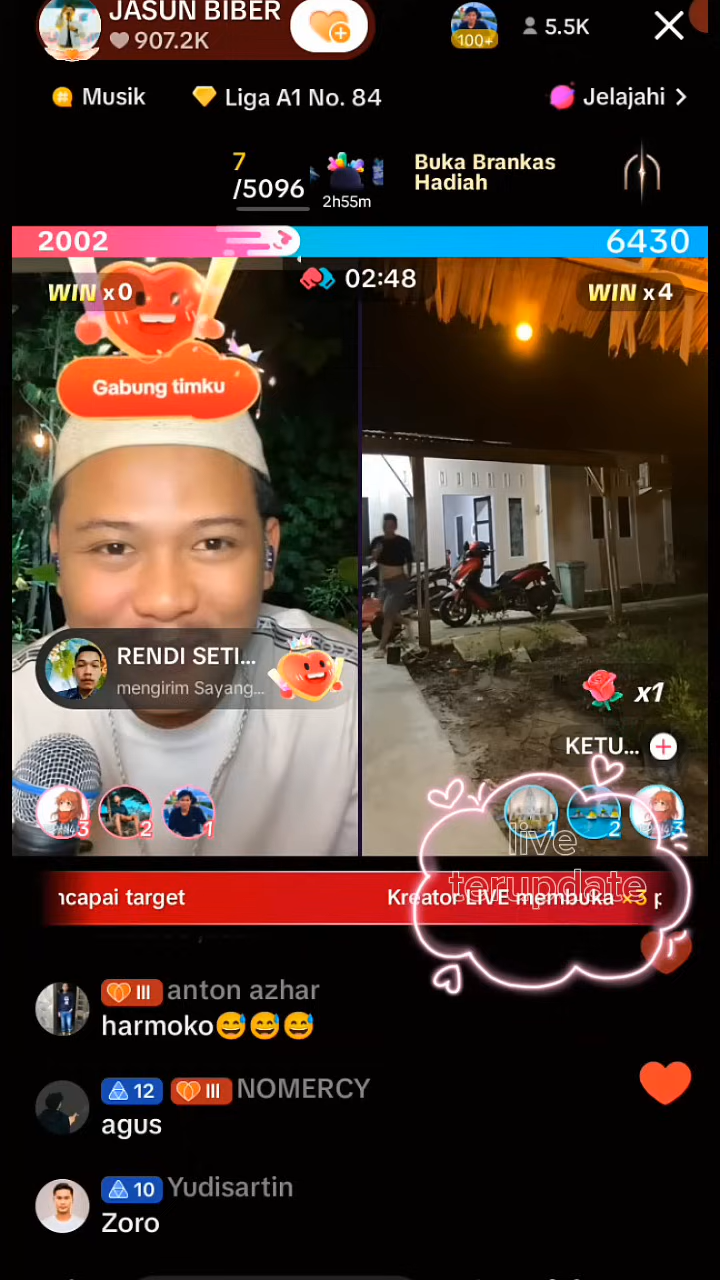 JASUN BIBER
907.2K
100+
5.5K
Musik
Liga A1 No. 84
Jelajahi
7
/5096
2h55m
Buka Brankas
Hadiah
2002
6430
WIN x0
02:48
WIN x4
Gabung timku
RENDI SETI...
mengirim Sayang...
x1
KETU...
3
2
1
1
2
3
live
terupdate
ncapai target
Kreator LIVE membuka x3 p
III anton azhar
harmoko😅😅😅
12 III NOMERCY
agus
10 Yudisartin
Zoro